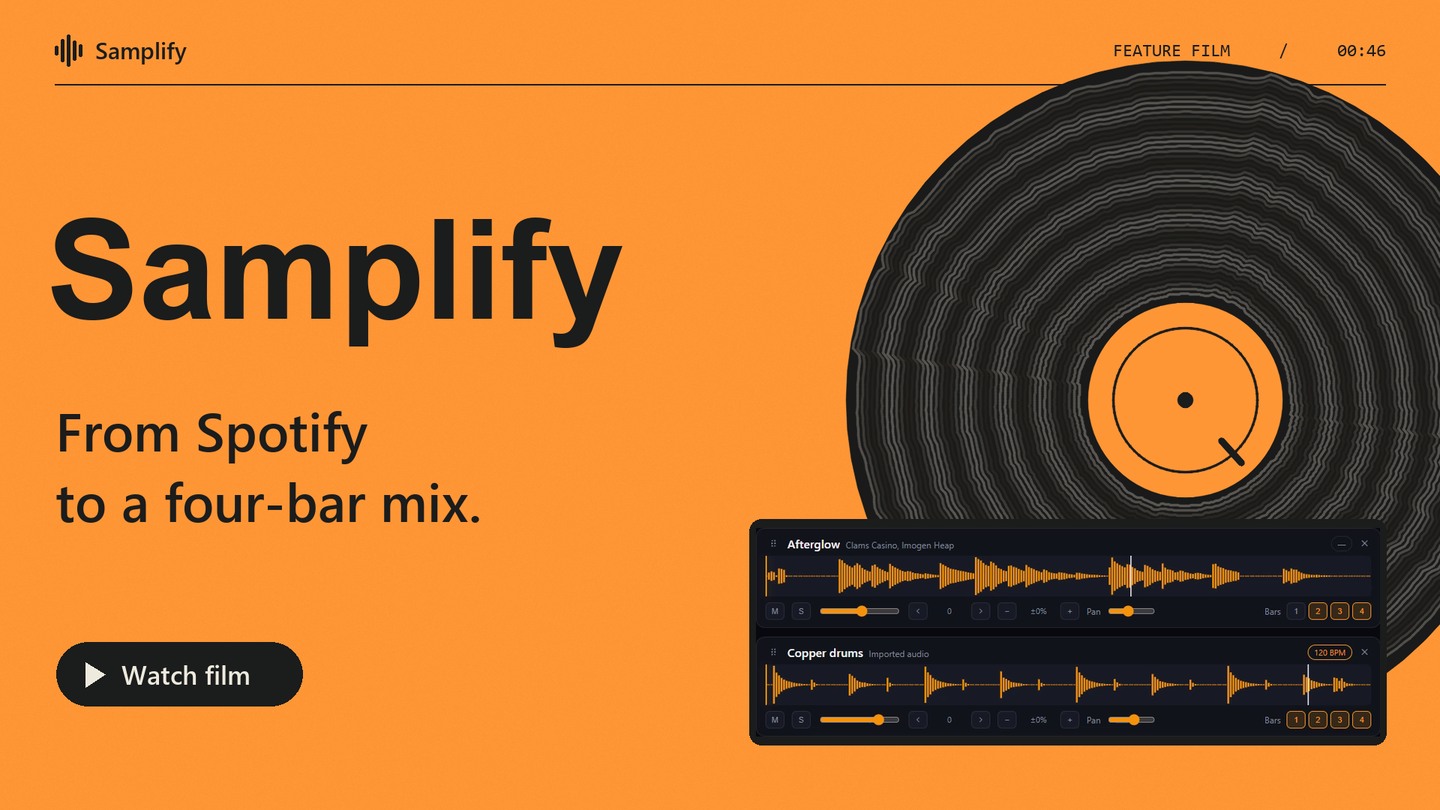 Samplify
FEATURE FILM / 00:46
Samplify
From Spotify
to a four-bar mix.
Watch film
Afterglow Clams Casino, Imogen Heap
M S 0 ±0% Pan Bars 1 2 3 4
Copper drums Imported audio 120 BPM
M S 0 ±0% Pan Bars 1 2 3 4